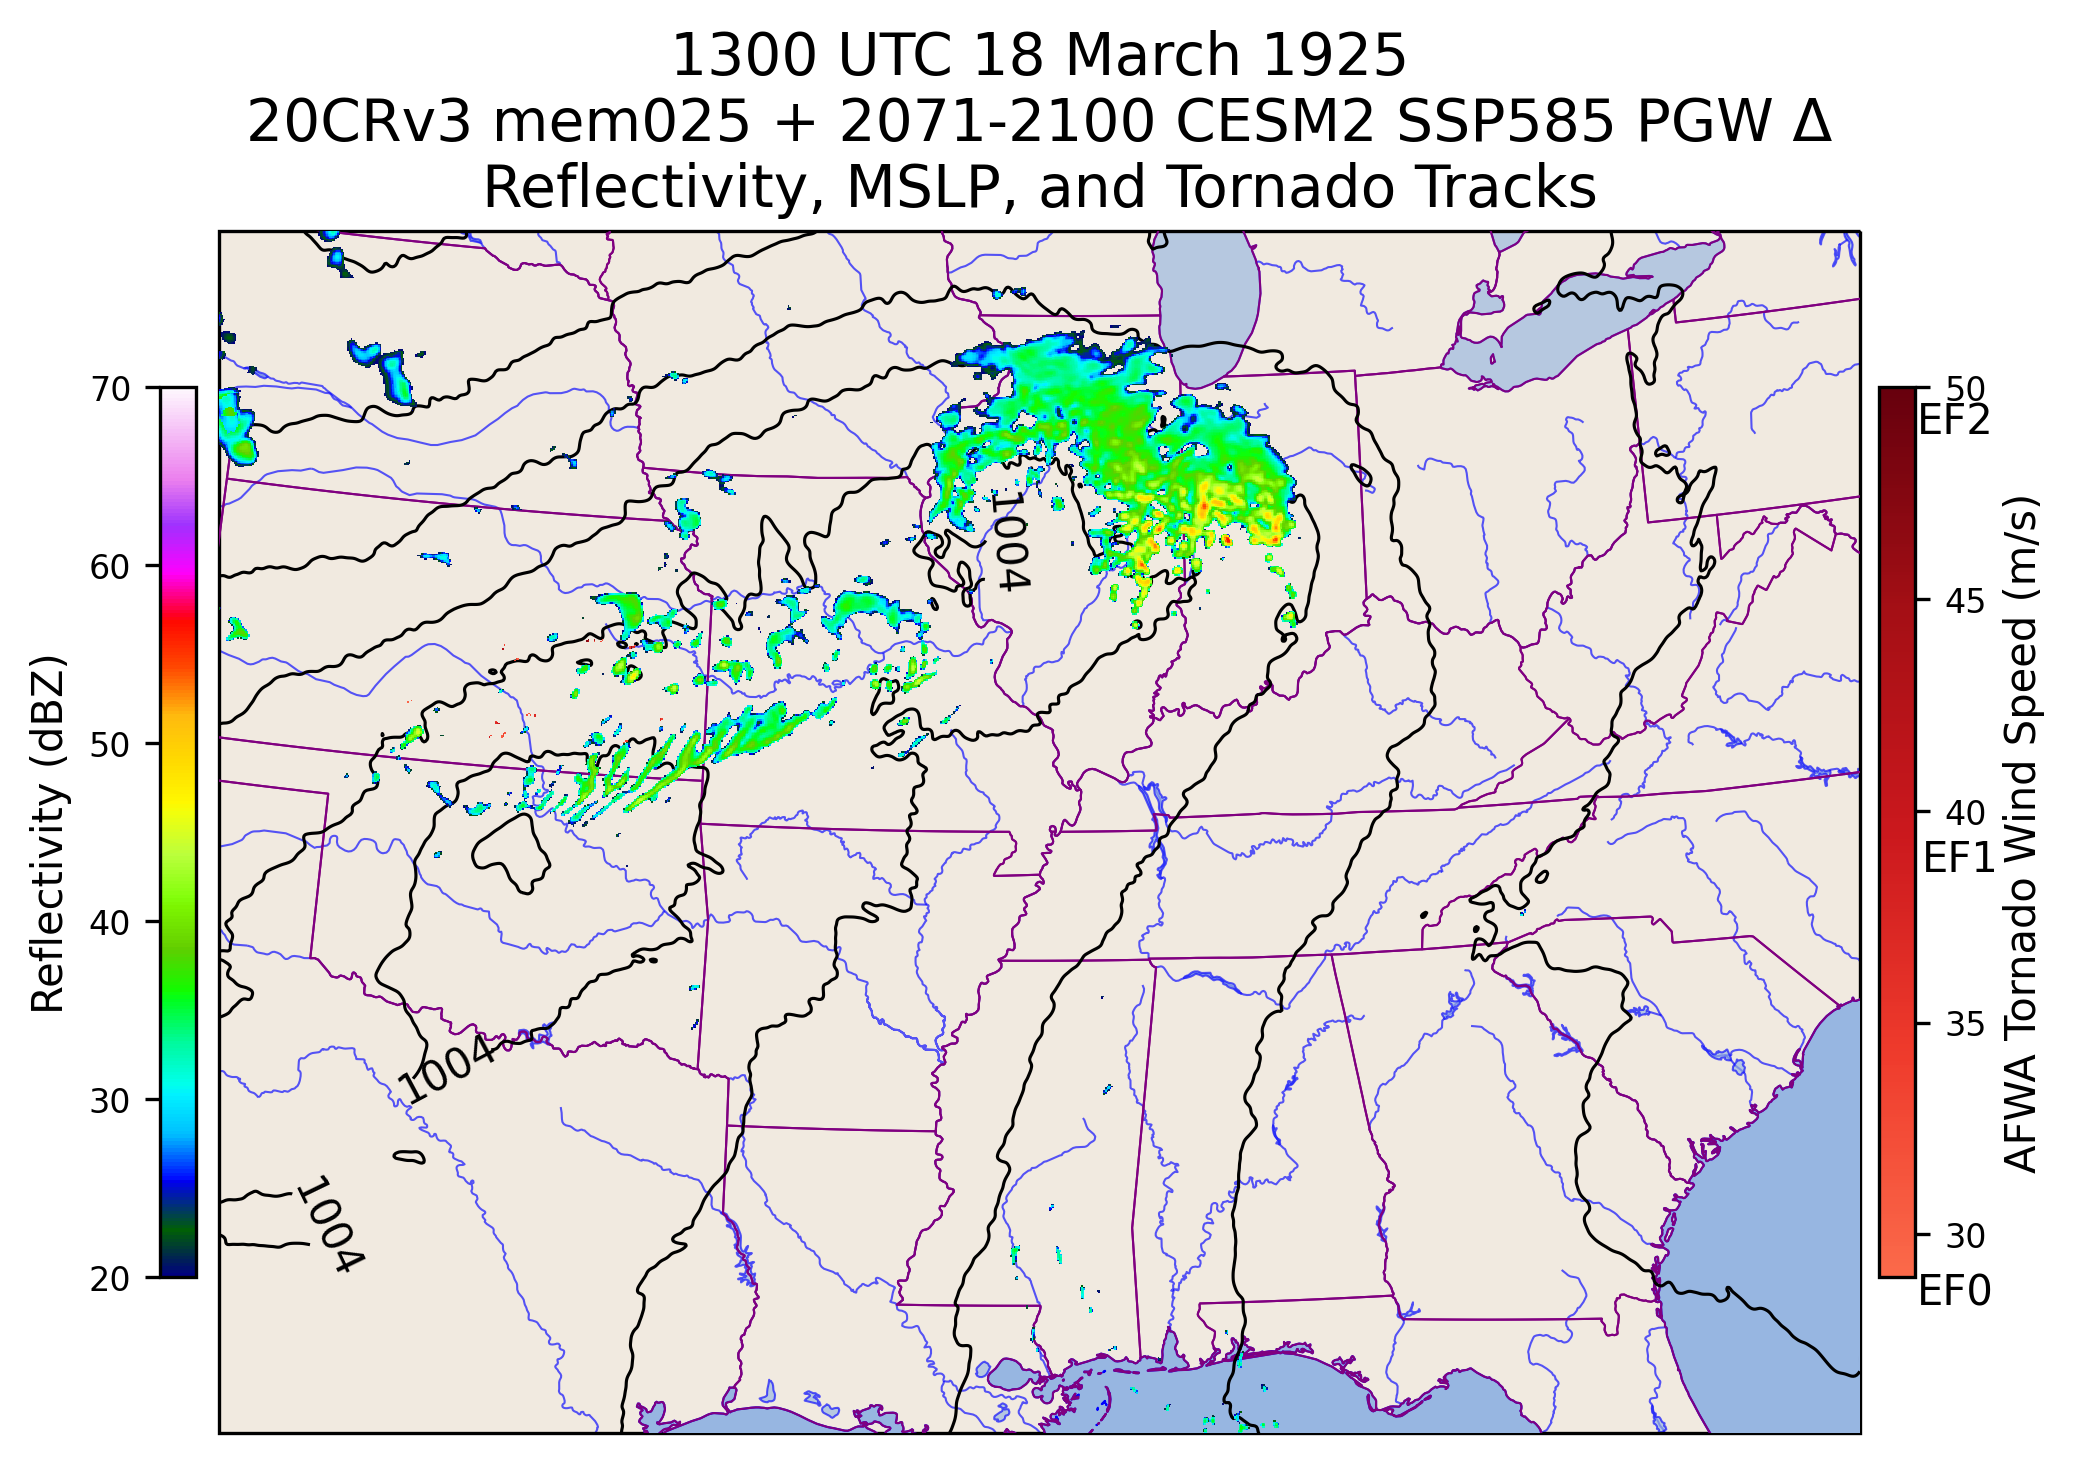 1300 UTC 18 March 1925
20CRv3 mem025 + 2071-2100 CESM2 SSP585 PGW Δ
Reflectivity, MSLP, and Tornado Tracks
70
60
50
40
30
20
Reflectivity (dBZ)
1004
1004
1004
50
EF2
45
40
EF1
35
30
EF0
AFWA Tornado Wind Speed (m/s)